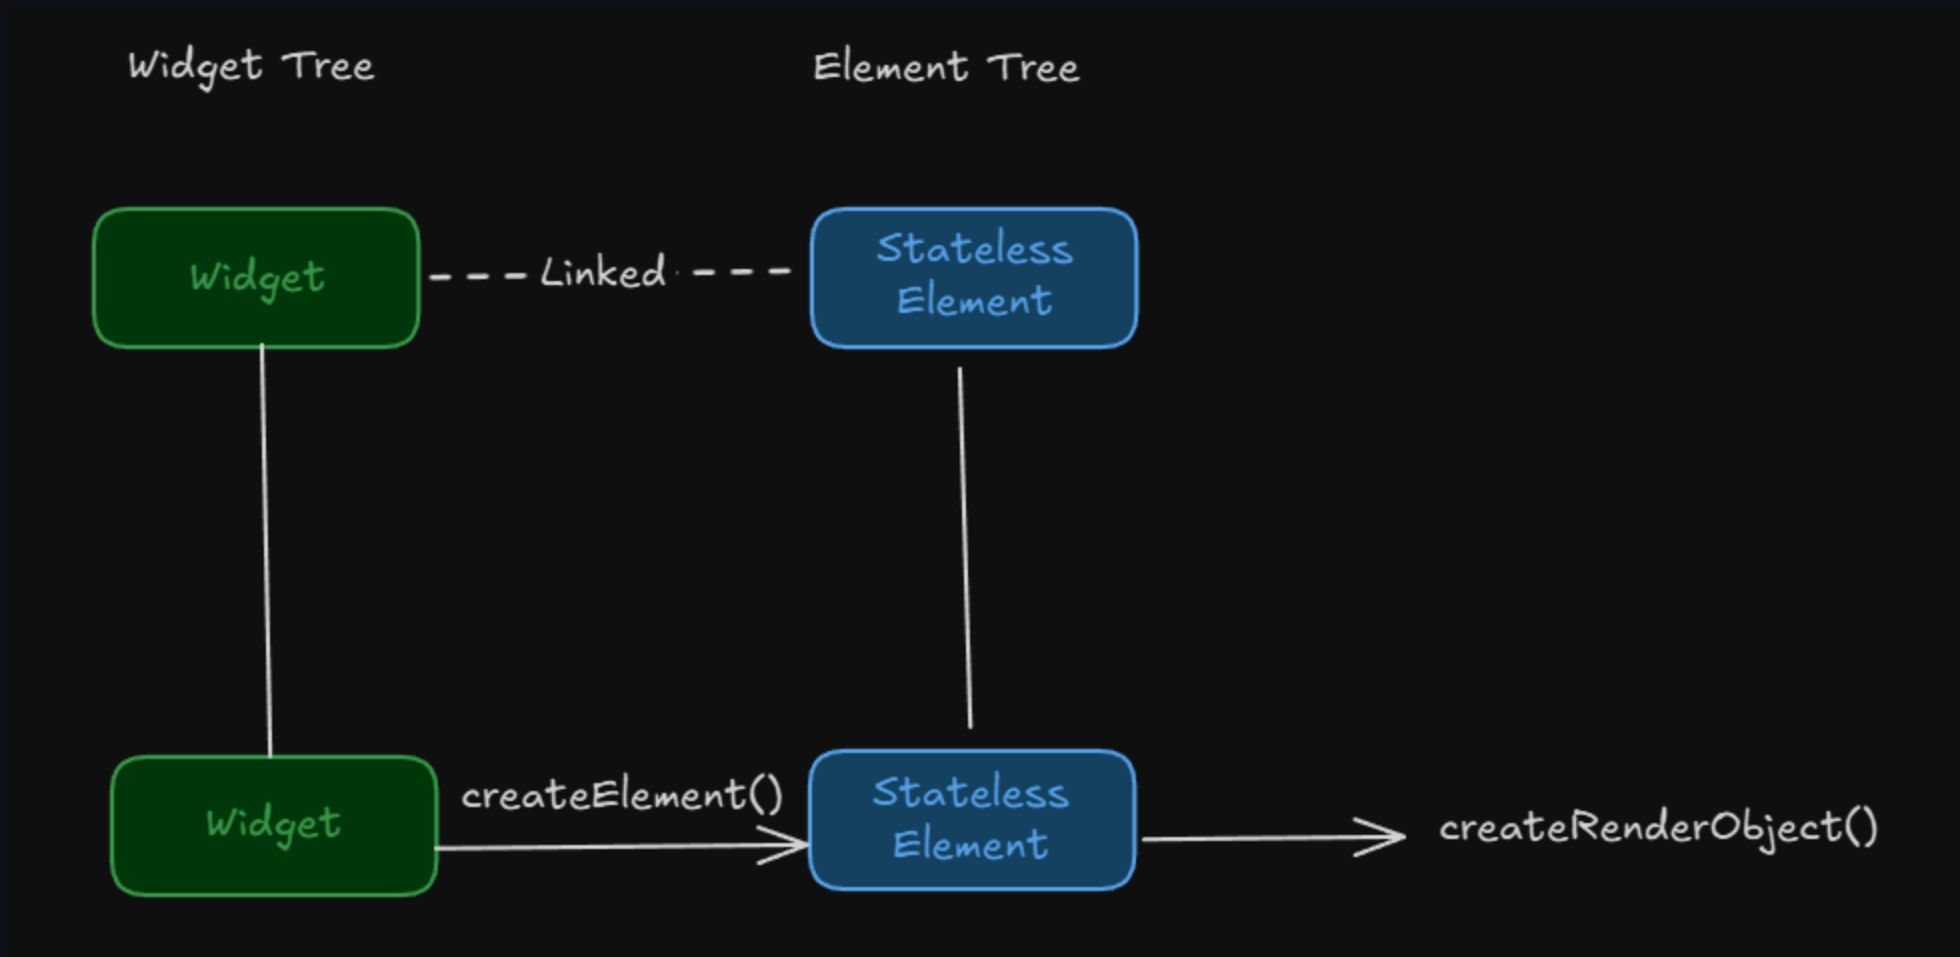 Widget Tree
Element Tree
Widget
Linked
Stateless
Element
Widget
createElement()
Stateless
Element
createRenderObject()